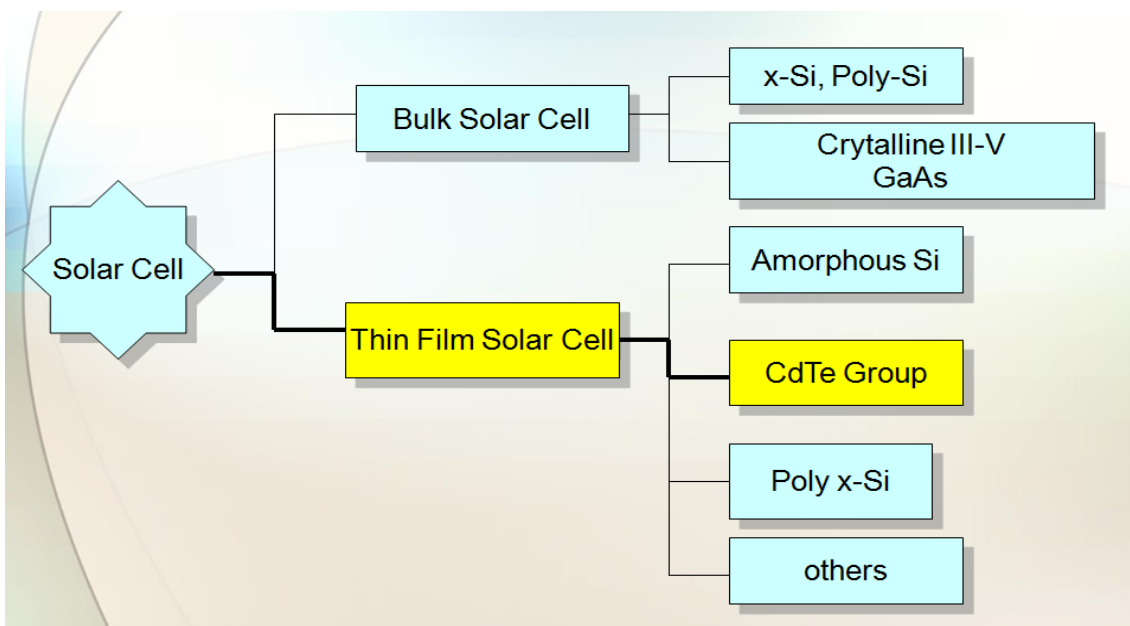 Solar Cell
Bulk Solar Cell
x-Si, Poly-Si
Crytalline III-V
GaAs
Thin Film Solar Cell
Amorphous Si
CdTe Group
Poly x-Si
others